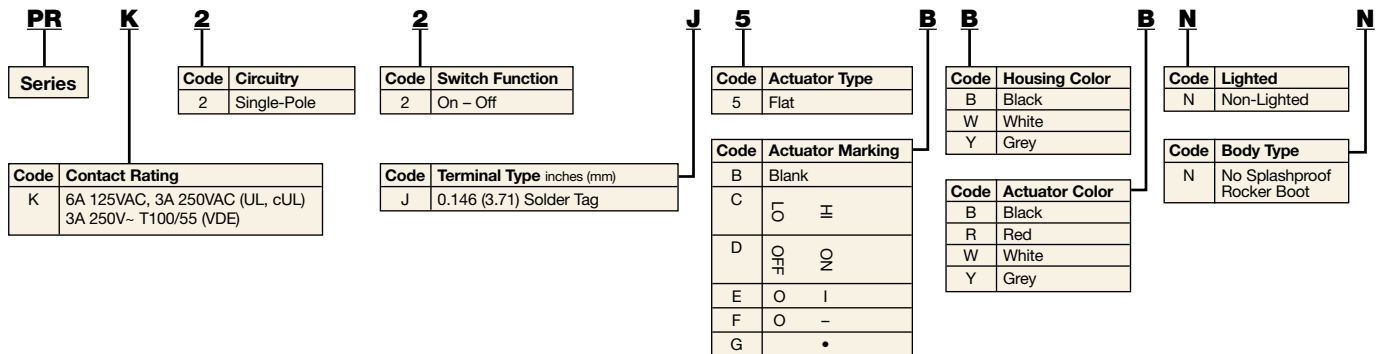 PR K 2 2 J 5 B B B N N
Series
Code Circuitry
2 Single-Pole
Code Switch Function
2 On – Off
Code Actuator Type
5 Flat
Code Housing Color
B Black
W White
Y Grey
Code Lighted
N Non-Lighted
Code Contact Rating
K 6A 125VAC, 3A 250VAC (UL, cUL)
3A 250V~ T100/55 (VDE)
Code Terminal Type inches (mm)
J 0.146 (3.71) Solder Tag
Code Actuator Marking
B Blank
C LO HI
D OFF ON
E O I
F O –
G •
Code Actuator Color
B Black
R Red
W White
Y Grey
Code Body Type
N No Splashproof
Rocker Boot